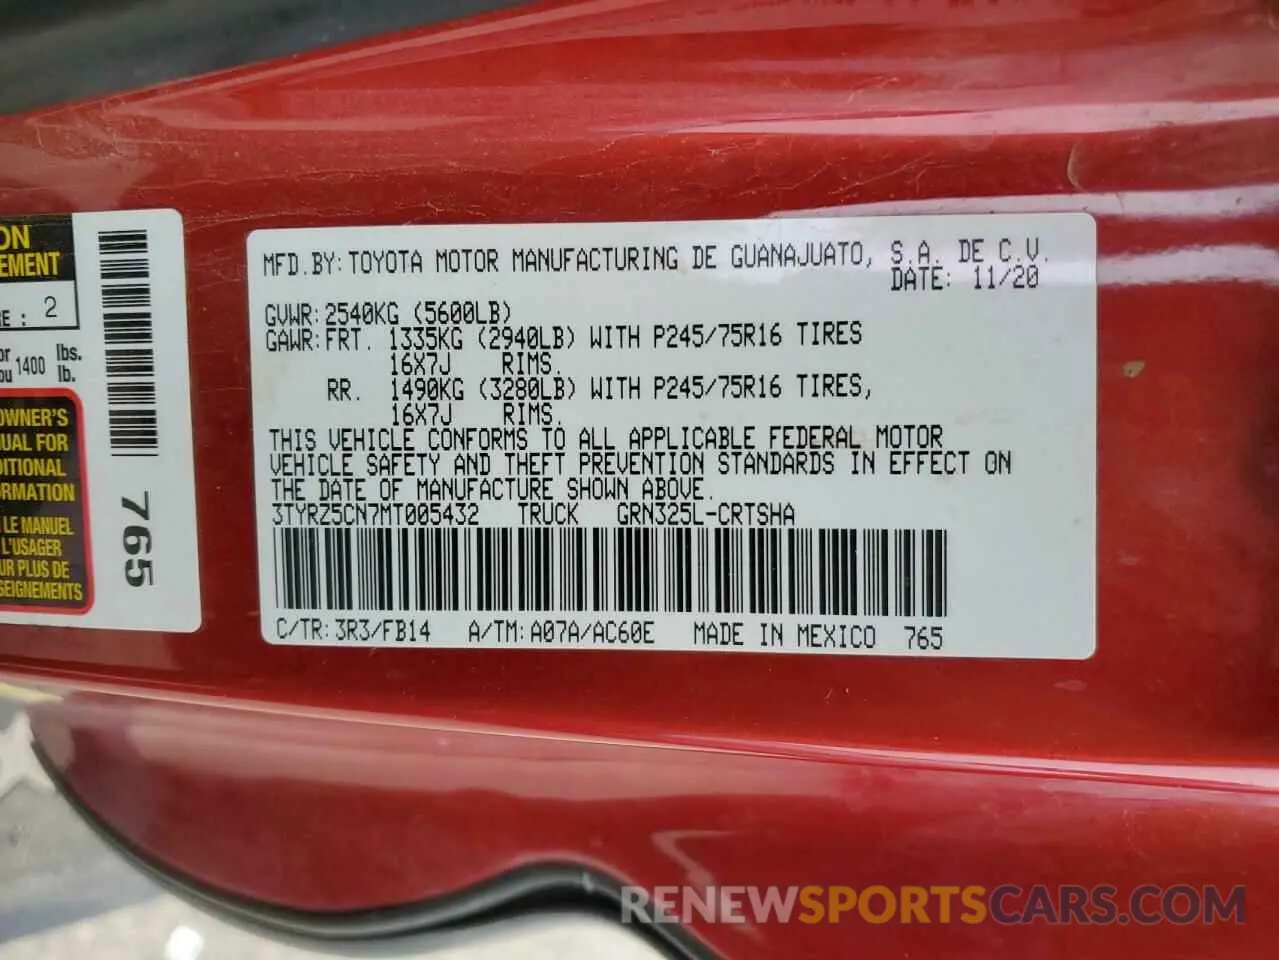 ON
EMENT
RE : 2
or 1400 lbs.
ou lb.
OWNER'S
UAL FOR
DITIONAL
ORMATION
LE MANUEL
L'USAGER
UR PLUS DE
SEIGNEMENTS
765
MFD.BY:TOYOTA MOTOR MANUFACTURING DE GUANAJUATO, S.A. DE C.V.
DATE: 11/20
GVWR:2540KG (5600LB)
GAWR:FRT. 1335KG (2940LB) WITH P245/75R16 TIRES
16X7J RIMS.
RR. 1490KG (3280LB) WITH P245/75R16 TIRES,
16X7J RIMS.
THIS VEHICLE CONFORMS TO ALL APPLICABLE FEDERAL MOTOR
VEHICLE SAFETY AND THEFT PREVENTION STANDARDS IN EFFECT ON
THE DATE OF MANUFACTURE SHOWN ABOVE.
3TYRZ5CN7MT005432 TRUCK GRN325L-CRTSHA
C/TR:3R3/FB14 A/TM:A07A/AC60E MADE IN MEXICO 765
RENEWSPORTSCARS.COM